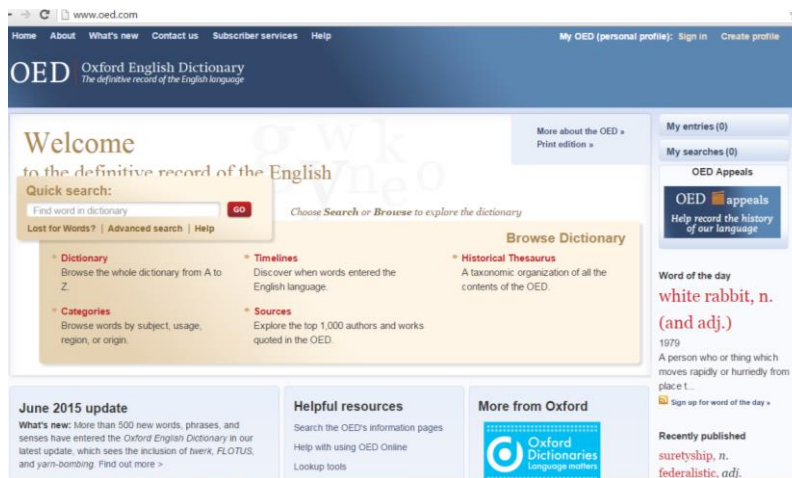 www.oed.com
Home About What's new Contact us Subscriber services Help
My OED (personal profile): Sign in Create profile
OED Oxford English Dictionary
The definitive record of the English language
Welcome
to the definitive record of the English
More about the OED »
Print edition »
Quick search:
Find word in dictionary GO
Lost for Words? | Advanced search | Help
Choose Search or Browse to explore the dictionary
Browse Dictionary
Dictionary
Browse the whole dictionary from A to
Z.
Timelines
Discover when words entered the
English language.
Historical Thesaurus
A taxonomic organization of all the
contents of the OED.
Categories
Browse words by subject, usage,
region, or origin.
Sources
Explore the top 1,000 authors and works
quoted in the OED.
My entries (0)
My searches (0)
OED Appeals
OED appeals
Help record the history
of our language
Word of the day
white rabbit, n.
(and adj.)
1979
A person who or thing which
moves rapidly or hurriedly from
place t...
Sign up for word of the day »
Recently published
suretyship, n.
federalistic, adj.
June 2015 update
What's new: More than 500 new words, phrases, and
senses have entered the Oxford English Dictionary in our
latest update, which sees the inclusion of twerk, FLOTUS,
and yarn-bombing. Find out more >
Helpful resources
Search the OED's information pages
Help with using OED Online
Lookup tools
More from Oxford
Oxford
Dictionaries
Language matters